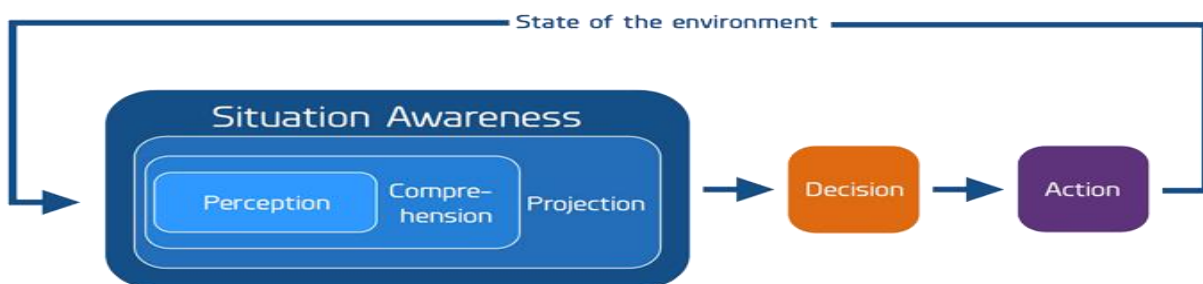 State of the environment
Situation Awareness
Perception
Compre-
hension
Projection
Decision
Action